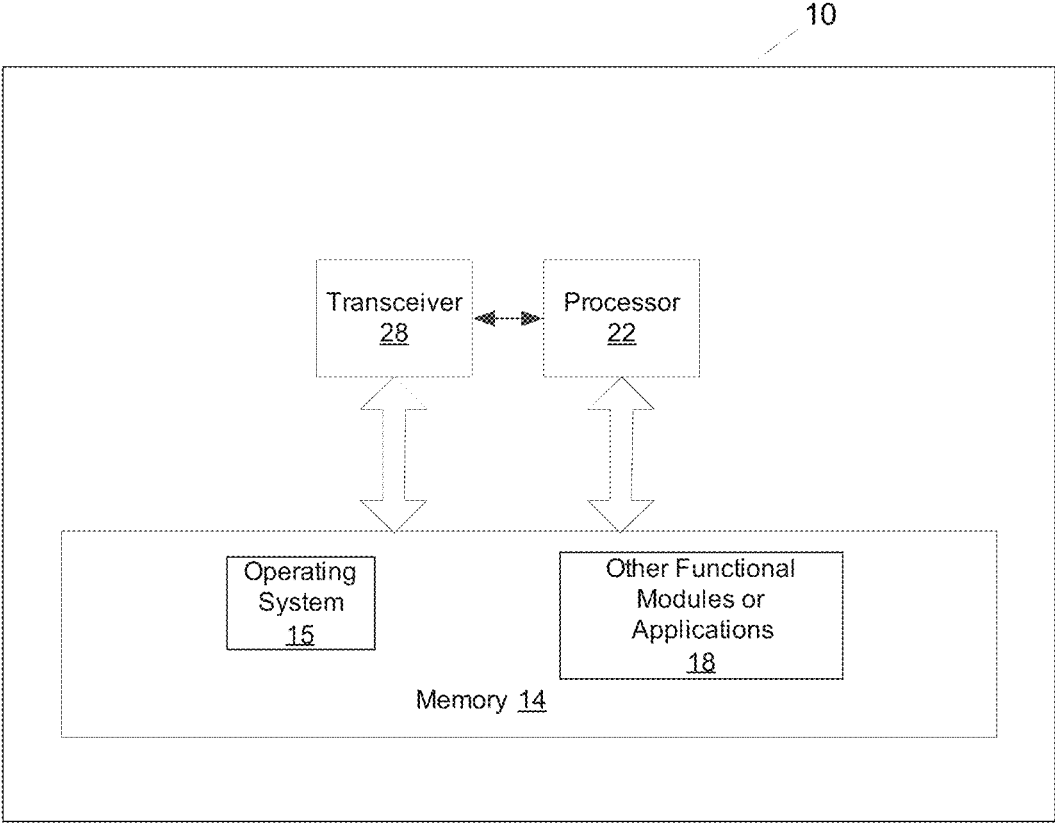 10
Transceiver
28
Processor
22
Operating
System
15
Other Functional
Modules or
Applications
18
Memory 14